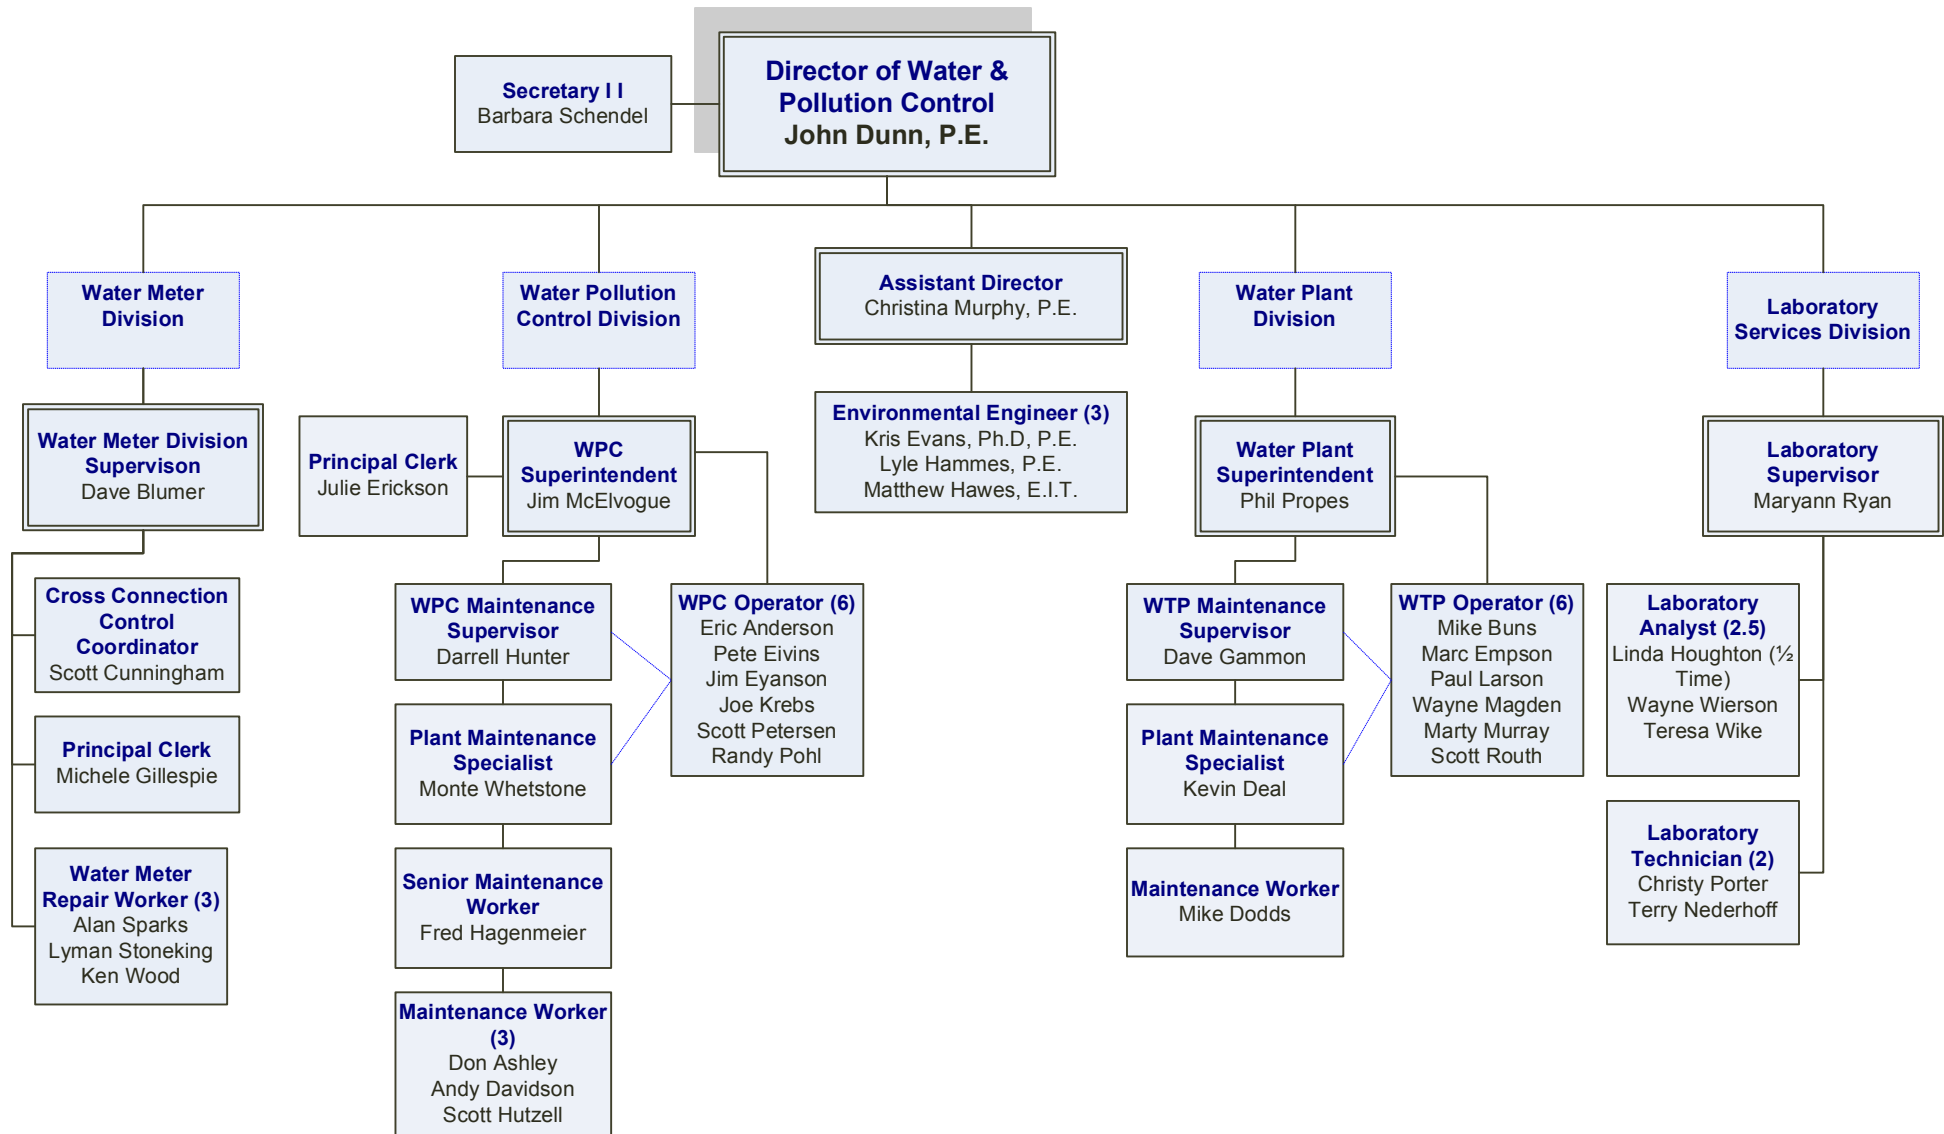 Director of Water &
Pollution Control
John Dunn, P.E.
Secretary I I
Barbara Schendel
Water Meter
Division
Water Pollution
Control Division
Assistant Director
Christina Murphy, P.E.
Water Plant
Division
Laboratory
Services Division
Water Meter Division
Supervison
Dave Blumer
Principal Clerk
Julie Erickson
WPC
Superintendent
Jim McElvogue
Environmental Engineer (3)
Kris Evans, Ph.D, P.E.
Lyle Hammes, P.E.
Matthew Hawes, E.I.T.
Water Plant
Superintendent
Phil Propes
Laboratory
Supervisor
Maryann Ryan
Cross Connection
Control
Coordinator
Scott Cunningham
Principal Clerk
Michele Gillespie
Water Meter
Repair Worker (3)
Alan Sparks
Lyman Stoneking
Ken Wood
WPC Maintenance
Supervisor
Darrell Hunter
Plant Maintenance
Specialist
Monte Whetstone
Senior Maintenance
Worker
Fred Hagenmeier
Maintenance Worker
(3)
Don Ashley
Andy Davidson
Scott Hutzell
WPC Operator (6)
Eric Anderson
Pete Eivins
Jim Eyanson
Joe Krebs
Scott Petersen
Randy Pohl
WTP Maintenance
Supervisor
Dave Gammon
Plant Maintenance
Specialist
Kevin Deal
Maintenance Worker
Mike Dodds
WTP Operator (6)
Mike Buns
Marc Empson
Paul Larson
Wayne Magden
Marty Murray
Scott Routh
Laboratory
Analyst (2.5)
Linda Houghton (½
Time)
Wayne Wierson
Teresa Wike
Laboratory
Technician (2)
Christy Porter
Terry Nederhoff